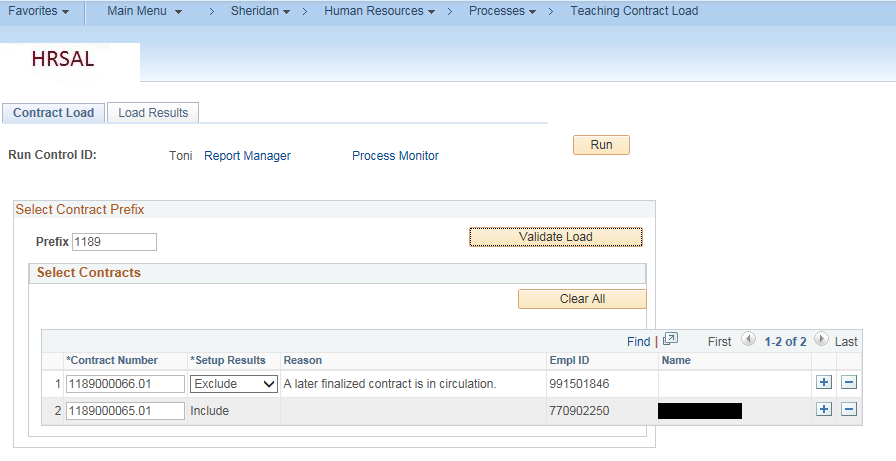 Favorites Main Menu > Sheridan > Human Resources > Processes > Teaching Contract Load
HRSAL
Contract Load Load Results
Run Control ID: Toni Report Manager Process Monitor Run
Select Contract Prefix
Prefix 1189 Validate Load
Select Contracts
Clear All
Find | First 1-2 of 2 Last
*Contract Number *Setup Results Reason Empl ID Name
1 1189000066.01 Exclude A later finalized contract is in circulation. 991501846 + −
2 1189000065.01 Include 770902250 + −